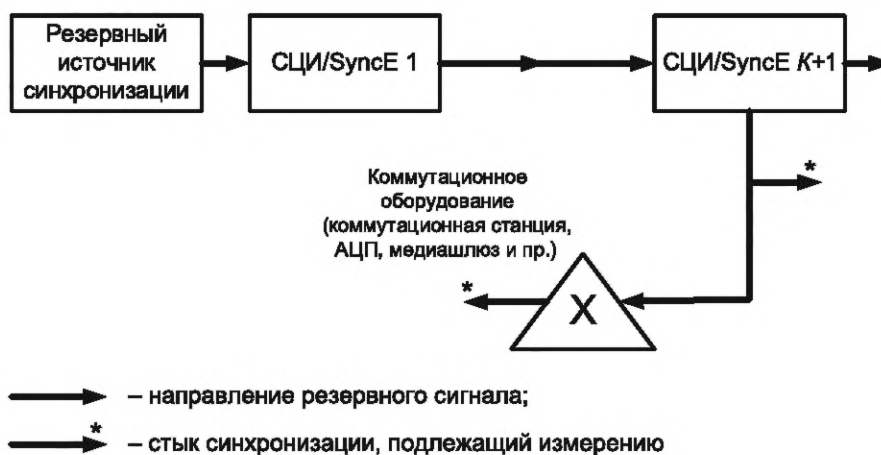 Резервный
источник
синхронизации
СЦИ/SyncE 1
СЦИ/SyncE K+1
*
Коммутационное
оборудование
(коммутационная станция,
АЦП, медиашлюз и пр.)
*
X
– направление резервного сигнала;
*
– стык синхронизации, подлежащий измерению